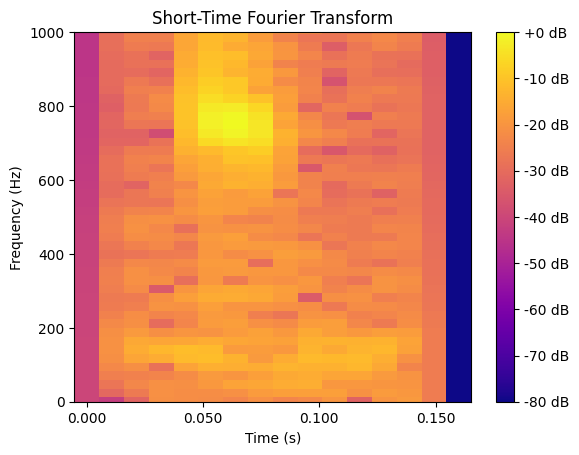 Short-Time Fourier Transform
Frequency (Hz)
1000
800
600
400
200
0
0.000
0.050
0.100
0.150
Time (s)
+0 dB
-10 dB
-20 dB
-30 dB
-40 dB
-50 dB
-60 dB
-70 dB
-80 dB